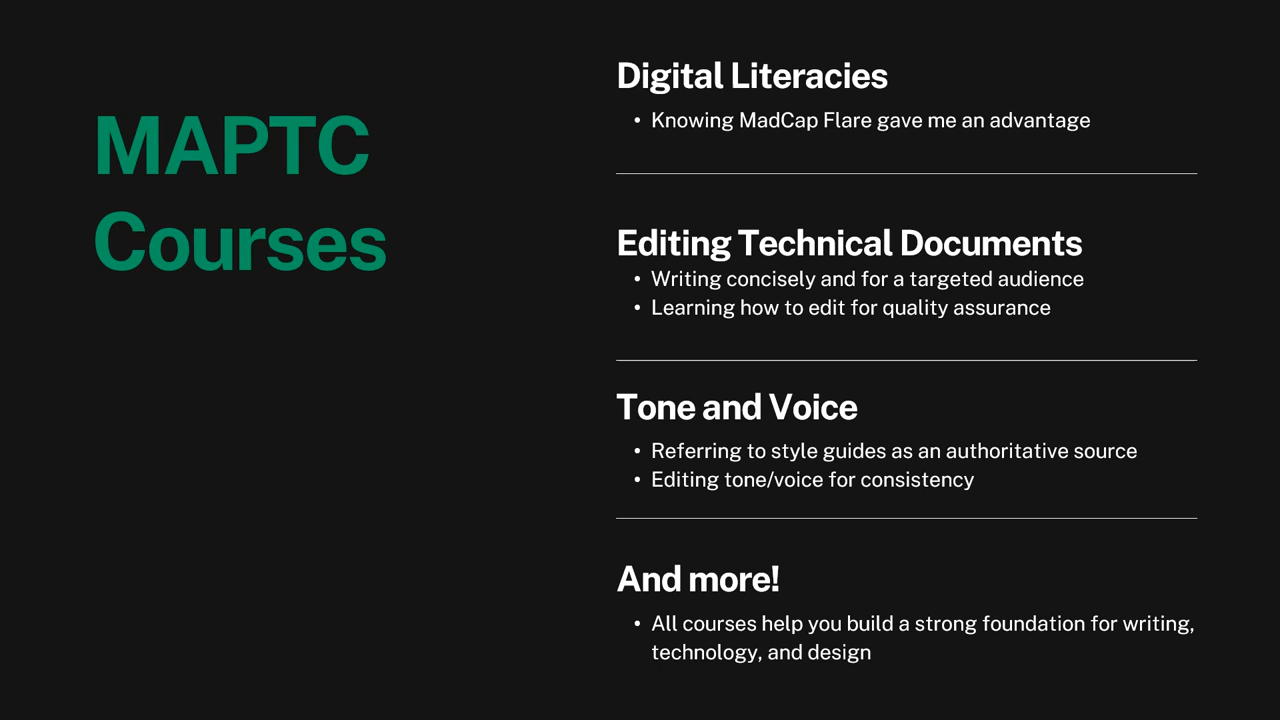 MAPTC
Courses
Digital Literacies
• Knowing MadCap Flare gave me an advantage
Editing Technical Documents
• Writing concisely and for a targeted audience
• Learning how to edit for quality assurance
Tone and Voice
• Referring to style guides as an authoritative source
• Editing tone/voice for consistency
And more!
• All courses help you build a strong foundation for writing,
technology, and design